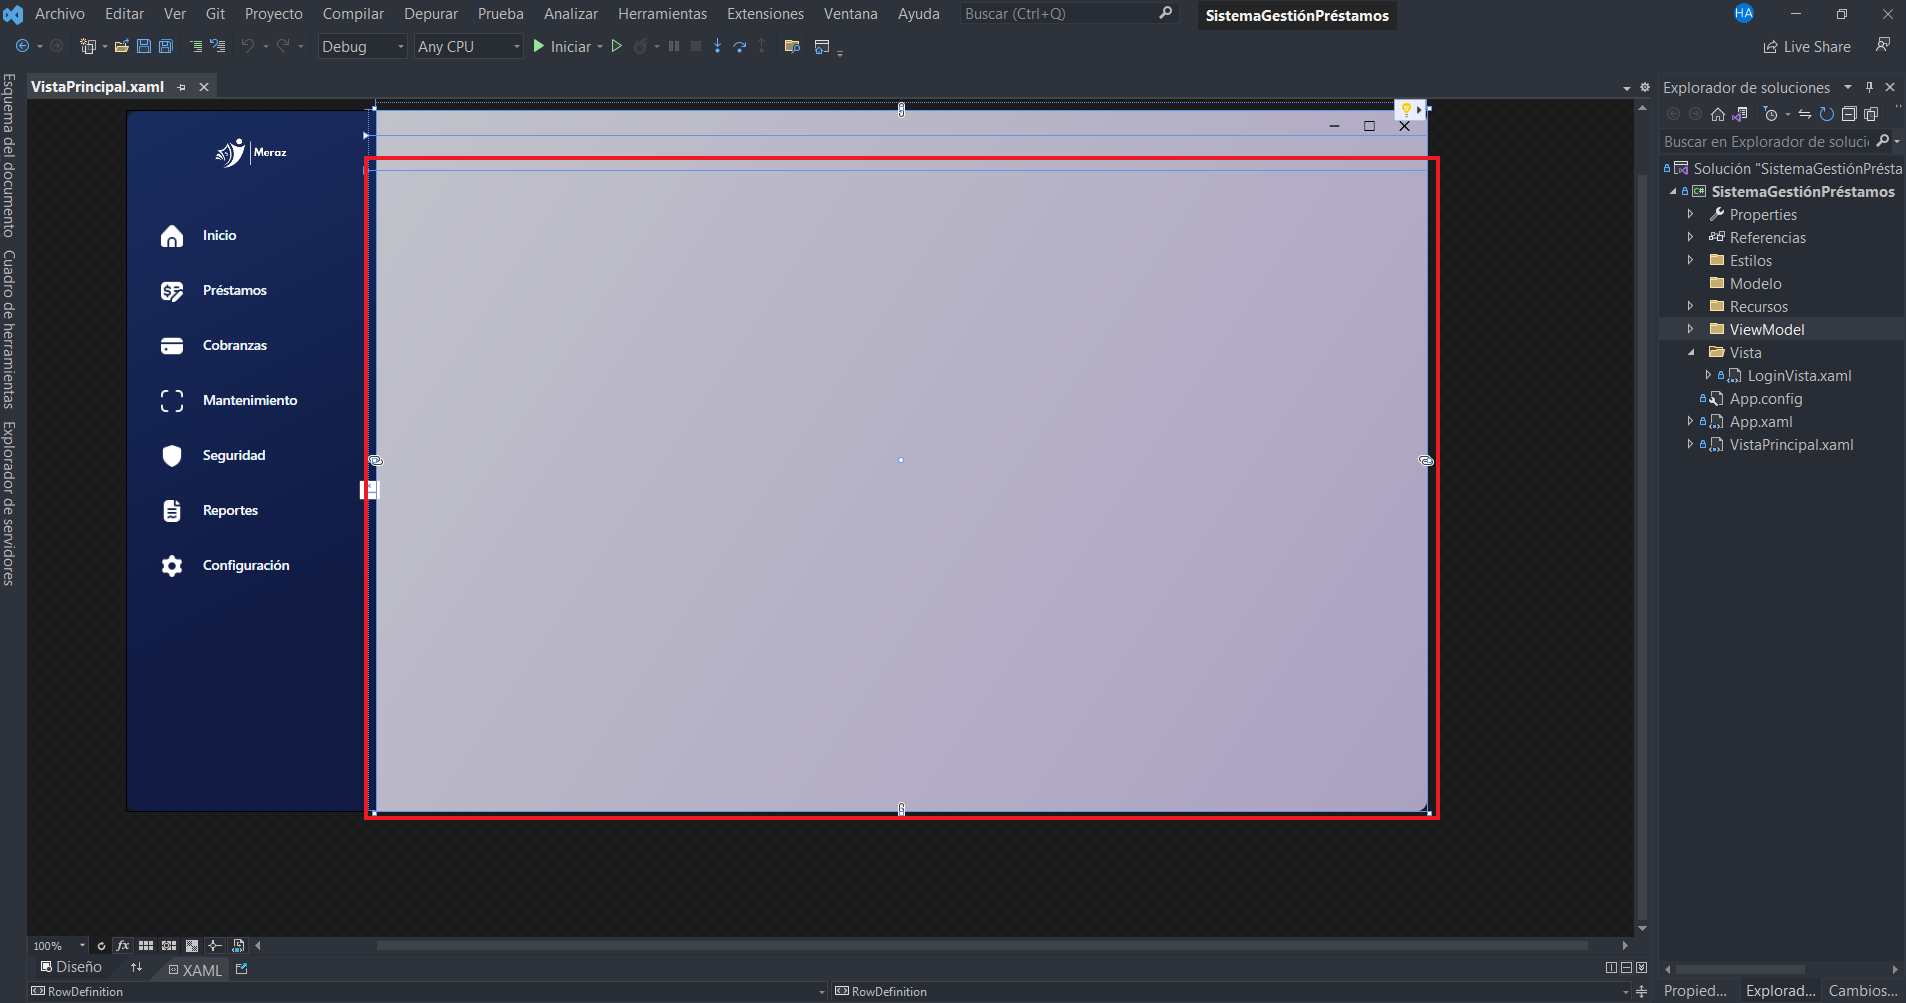 Archivo Editar Ver Git Proyecto Compilar Depurar Prueba Analizar Herramientas Extensiones Ventana Ayuda Buscar (Ctrl+Q) SistemaGestiónPréstamos HA
Debug Any CPU Iniciar Live Share
VistaPrincipal.xaml
Esquema del documento
Cuadro de herramientas
Explorador de servidores
Meraz
Inicio
Préstamos
Cobranzas
Mantenimiento
Seguridad
Reportes
Configuración
Explorador de soluciones
Buscar en Explorador de soluci
Solución "SistemaGestiónPrésta
SistemaGestiónPréstamos
Properties
Referencias
Estilos
Modelo
Recursos
ViewModel
Vista
LoginVista.xaml
App.config
App.xaml
VistaPrincipal.xaml
100% fx
Diseño XAML
RowDefinition RowDefinition
Propied... Explorad... Cambios...